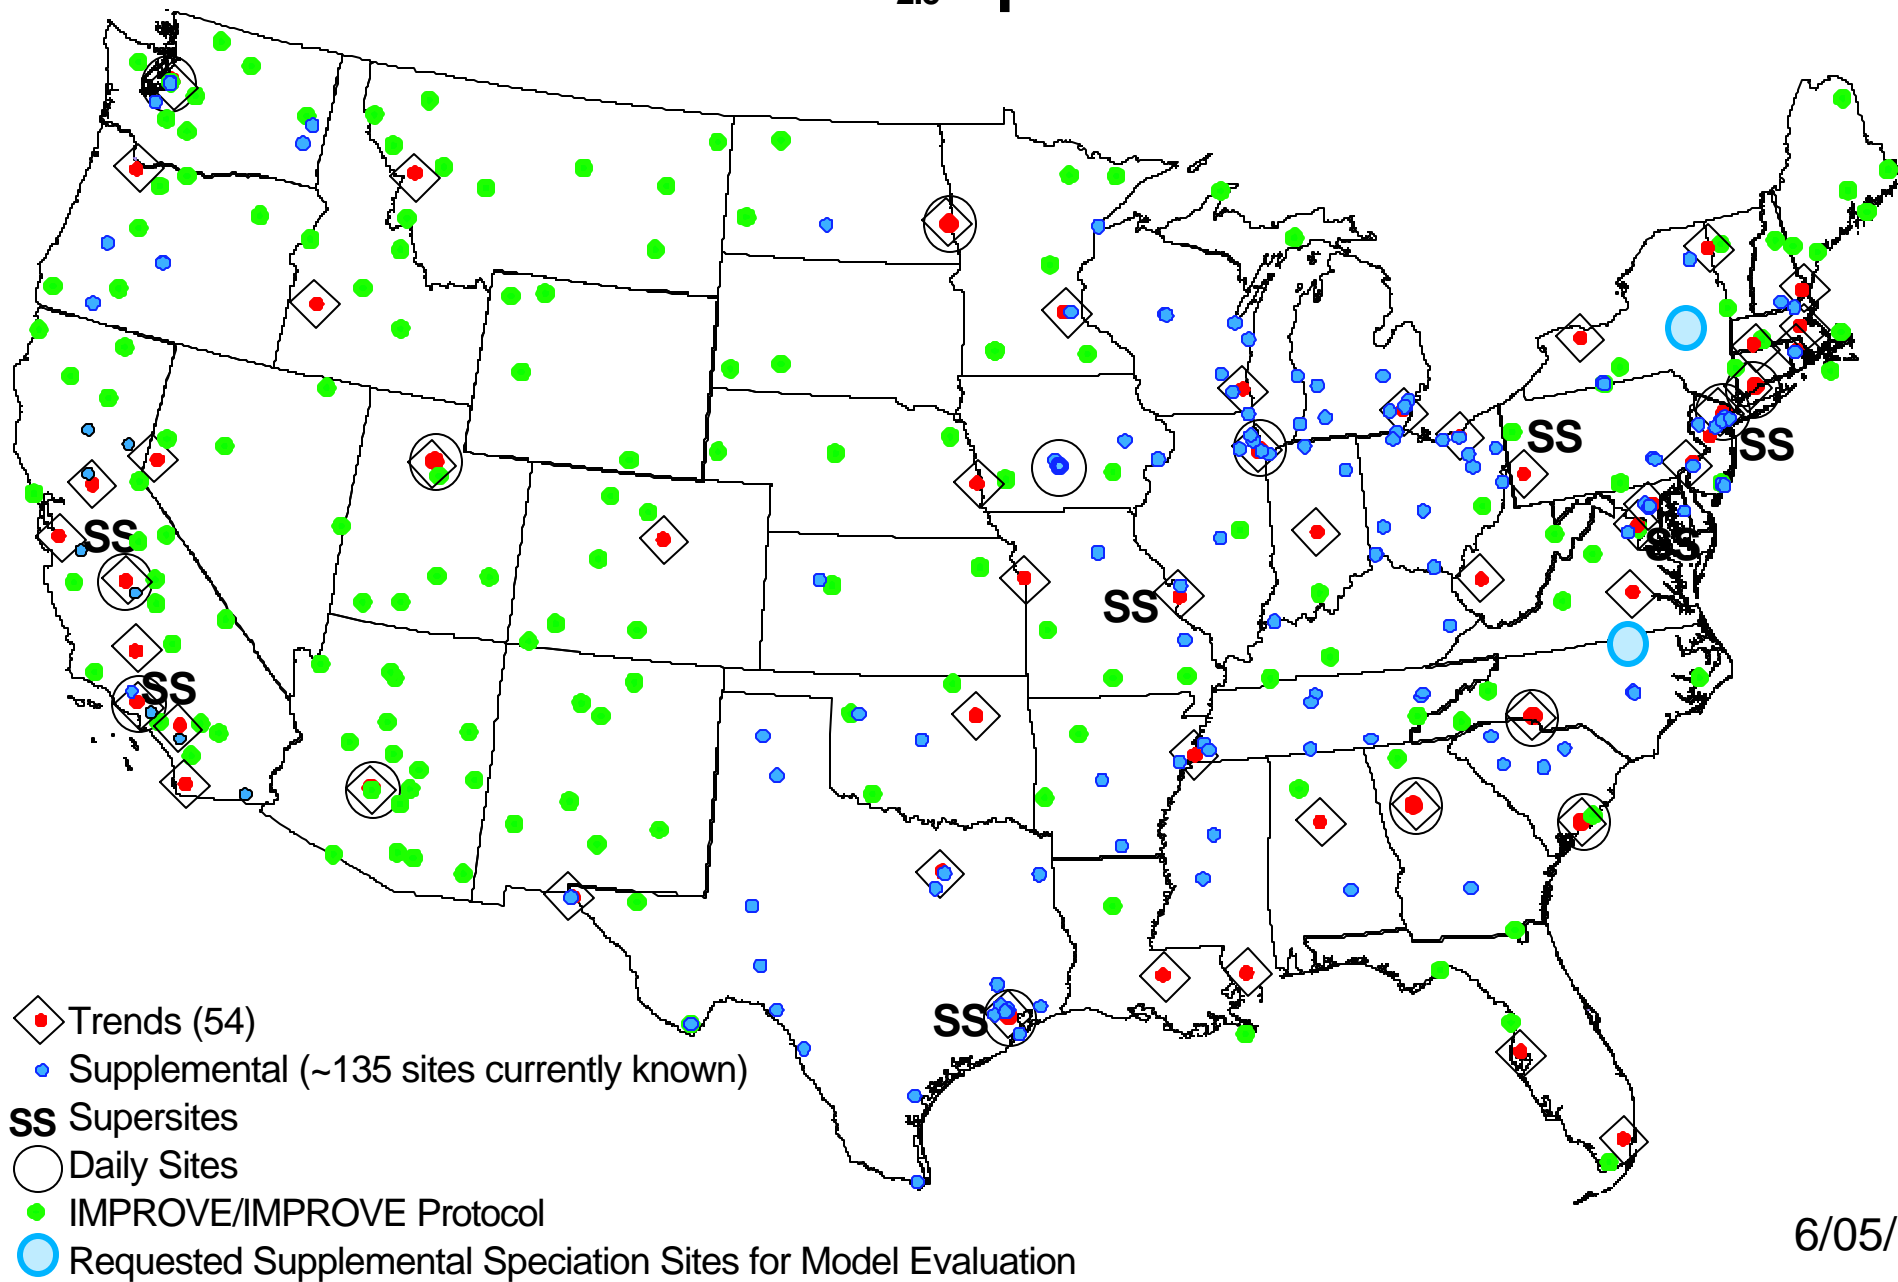 SS
SS
SS
SS
SS
SS
SS
Trends (54)
Supplemental (~135 sites currently known)
SS Supersites
Daily Sites
IMPROVE/IMPROVE Protocol
Requested Supplemental Speciation Sites for Model Evaluation
6/05/